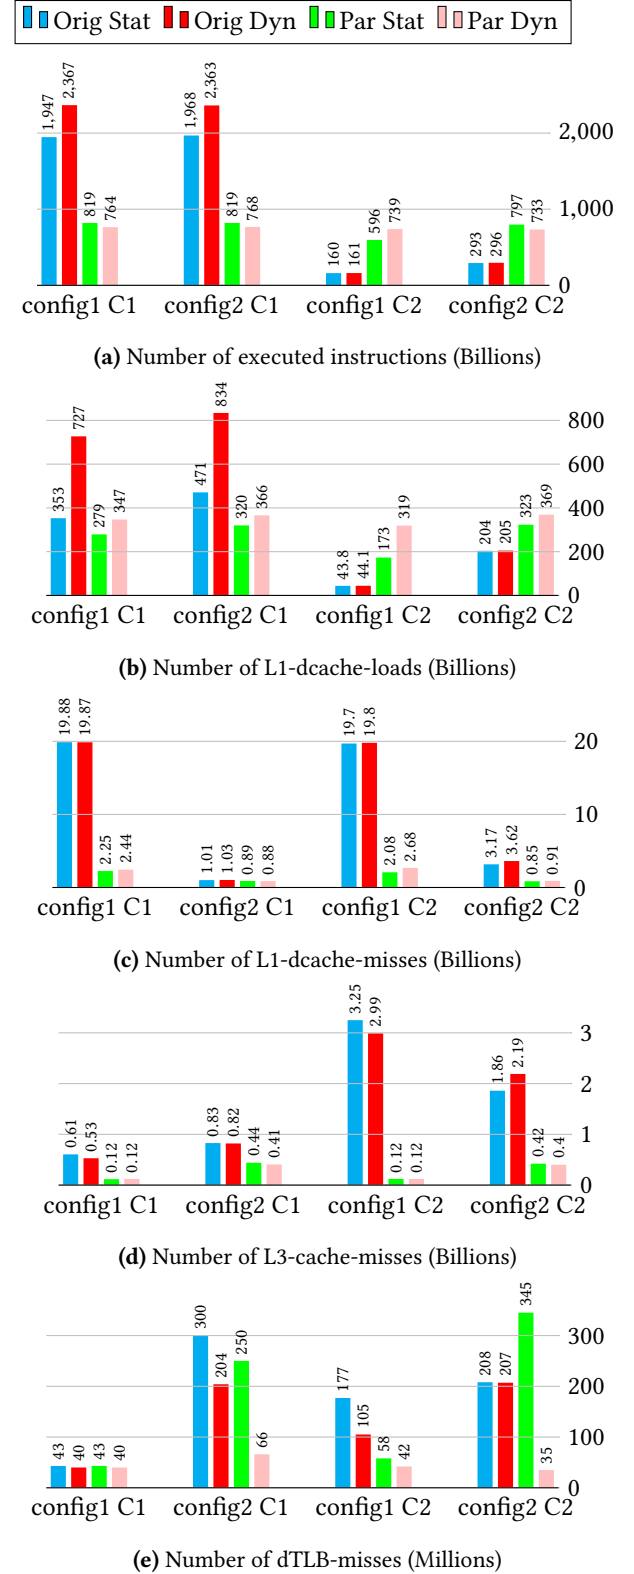 Orig Stat Orig Dyn Par Stat Par Dyn
1,947 2,367 819 764 1,968 2,363 819 768 160 161 596 739 293 296 797 733
2,000
1,000
0
config1 C1 config2 C1 config1 C2 config2 C2
(a) Number of executed instructions (Billions)
353 727 279 347 471 834 320 366 43.8 44.1 173 319 204 205 323 369
800
600
400
200
0
config1 C1 config2 C1 config1 C2 config2 C2
(b) Number of L1-dcache-loads (Billions)
19.88 19.87 2.25 2.44 1.01 1.03 0.89 0.88 19.7 19.8 2.08 2.68 3.17 3.62 0.85 0.91
20
10
0
config1 C1 config2 C1 config1 C2 config2 C2
(c) Number of L1-dcache-misses (Billions)
0.61 0.53 0.12 0.12 0.83 0.82 0.44 0.41 3.25 2.99 0.12 0.12 1.86 2.19 0.42 0.4
3
2
1
0
config1 C1 config2 C1 config1 C2 config2 C2
(d) Number of L3-cache-misses (Billions)
43 40 43 40 300 204 250 66 177 105 58 42 208 207 345 35
300
200
100
0
config1 C1 config2 C1 config1 C2 config2 C2
(e) Number of dTLB-misses (Millions)